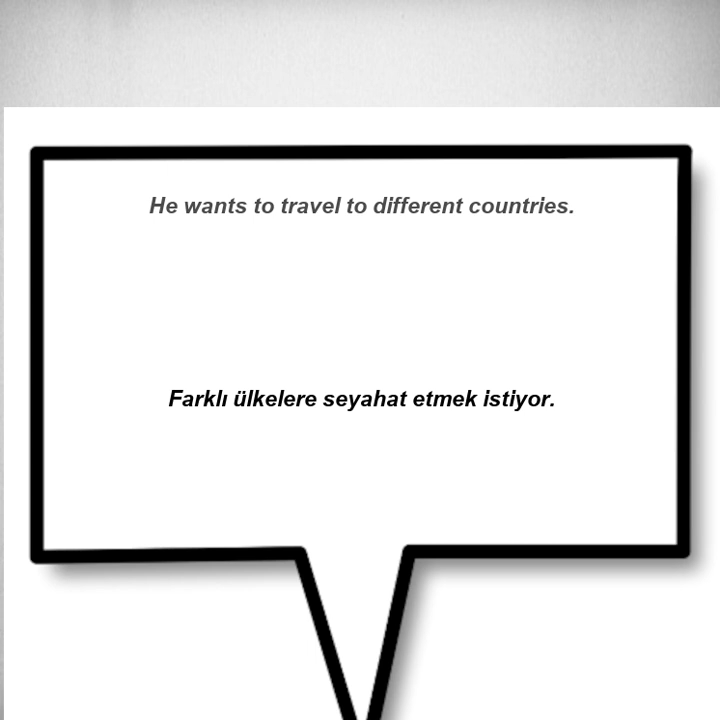 He wants to travel to different countries.
Farklı ülkelere seyahat etmek istiyor.